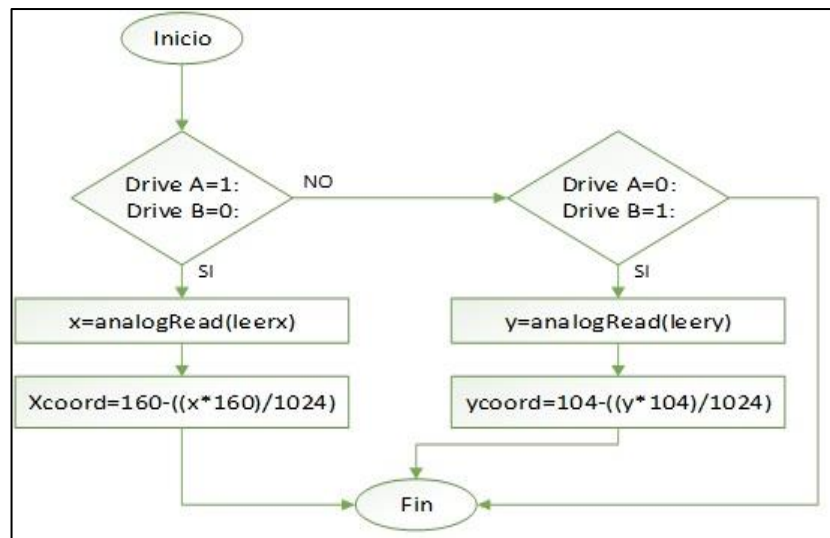 Inicio
Drive A=1:
Drive B=0:
NO
Drive A=0:
Drive B=1:
SI
SI
x=analogRead(leerx)
y=analogRead(leery)
Xcoord=160-((x*160)/1024)
ycoord=104-((y*104)/1024)
Fin